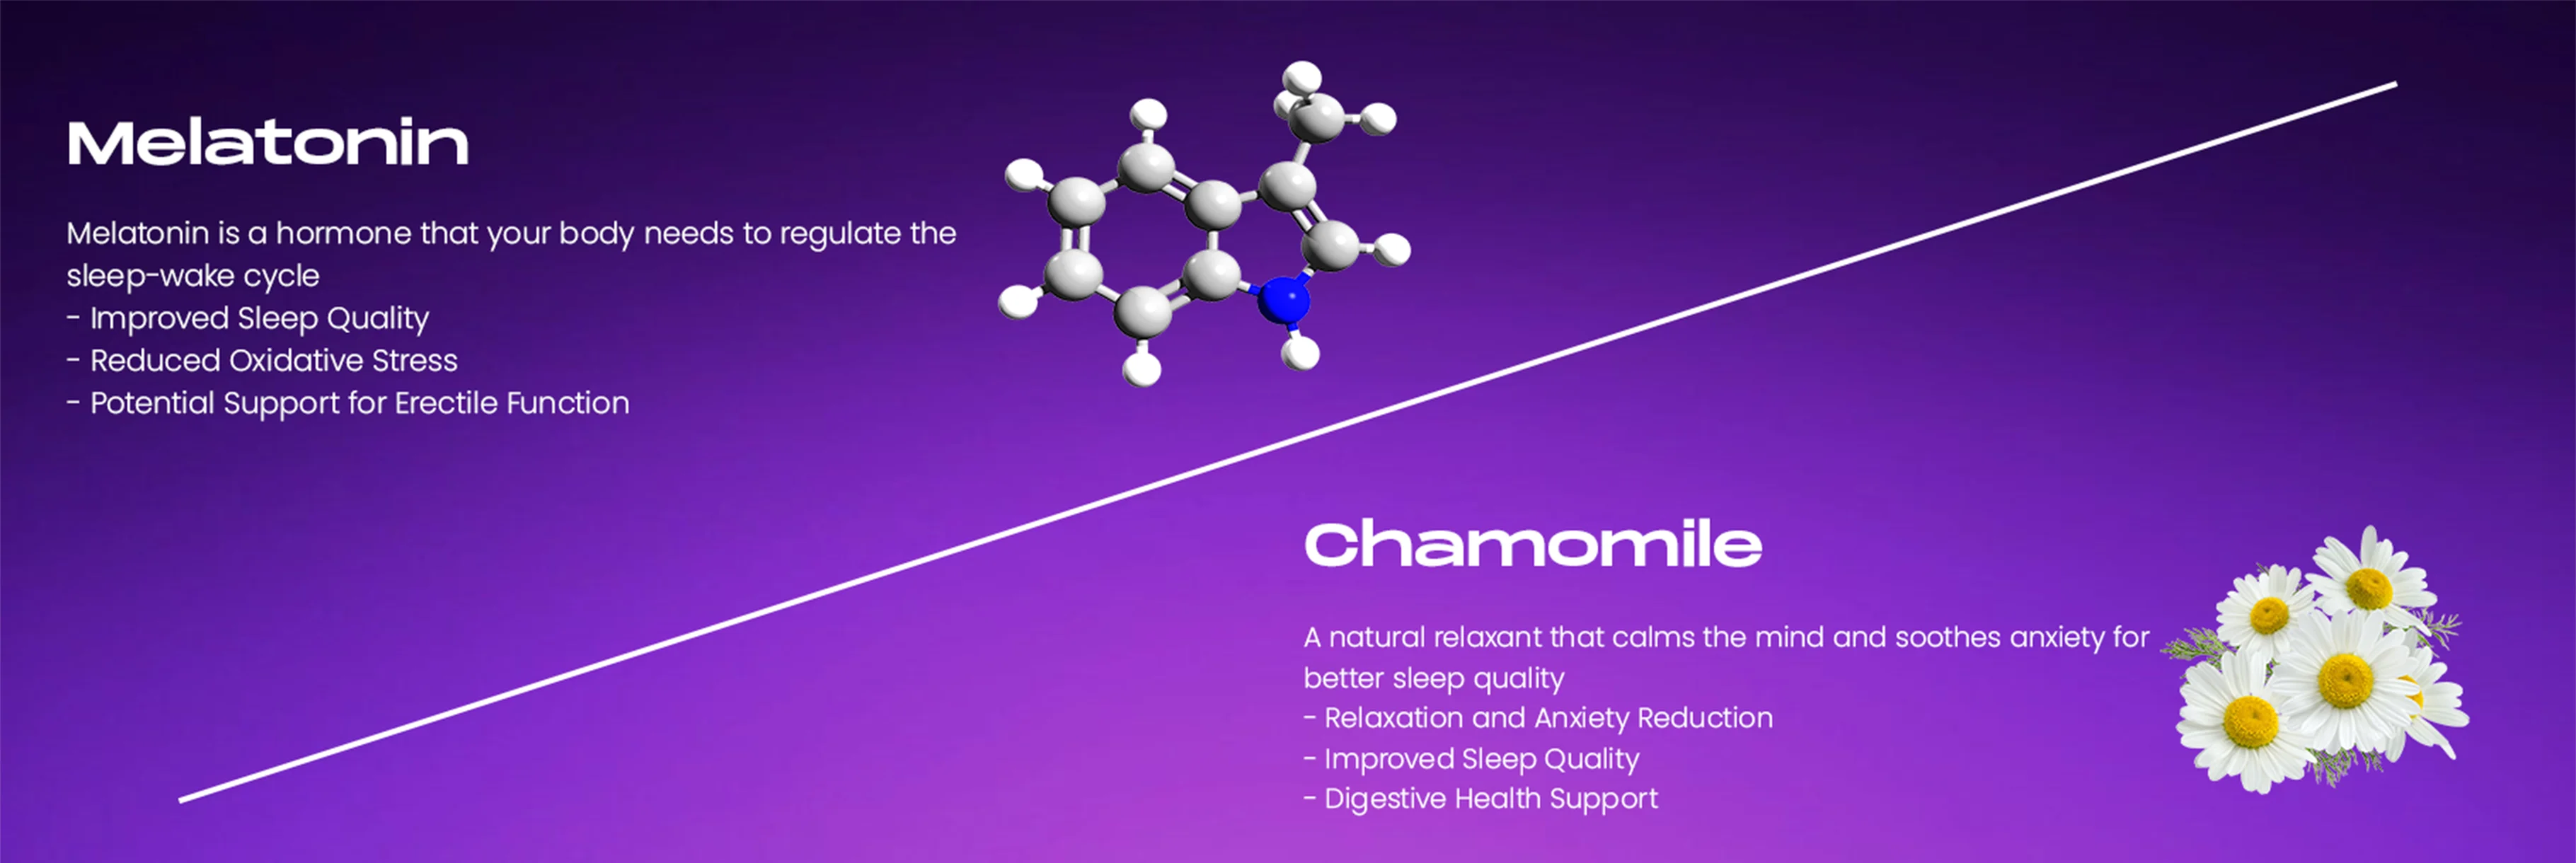 Melatonin
Melatonin is a hormone that your body needs to regulate the
sleep-wake cycle
- Improved Sleep Quality
- Reduced Oxidative Stress
- Potential Support for Erectile Function
Chamomile
A natural relaxant that calms the mind and soothes anxiety for
better sleep quality
- Relaxation and Anxiety Reduction
- Improved Sleep Quality
- Digestive Health Support